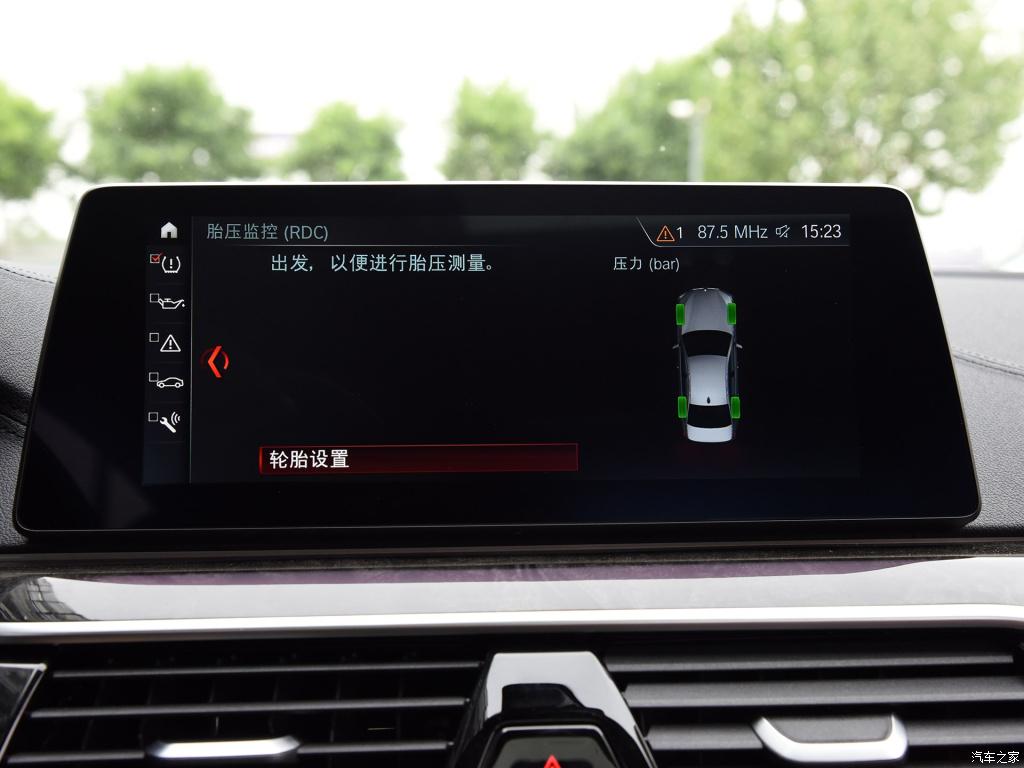 胎压监控 (RDC)
1 87.5 MHz 15:23
出发，以便进行胎压测量。
压力 (bar)
轮胎设置
汽车之家